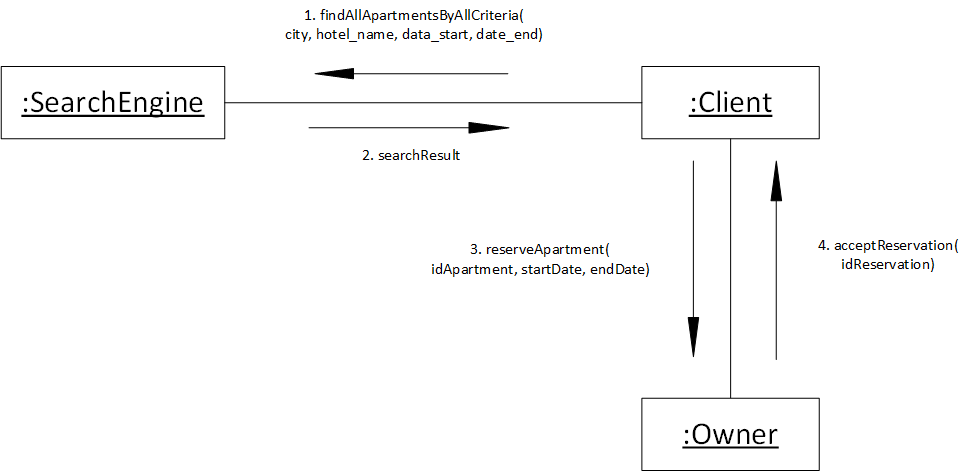 1. findAllApartmentsByAllCriteria(
city, hotel_name, data_start, date_end)
:SearchEngine
:Client
2. searchResult
3. reserveApartment(
idApartment, startDate, endDate)
4. acceptReservation(
idReservation)
:Owner